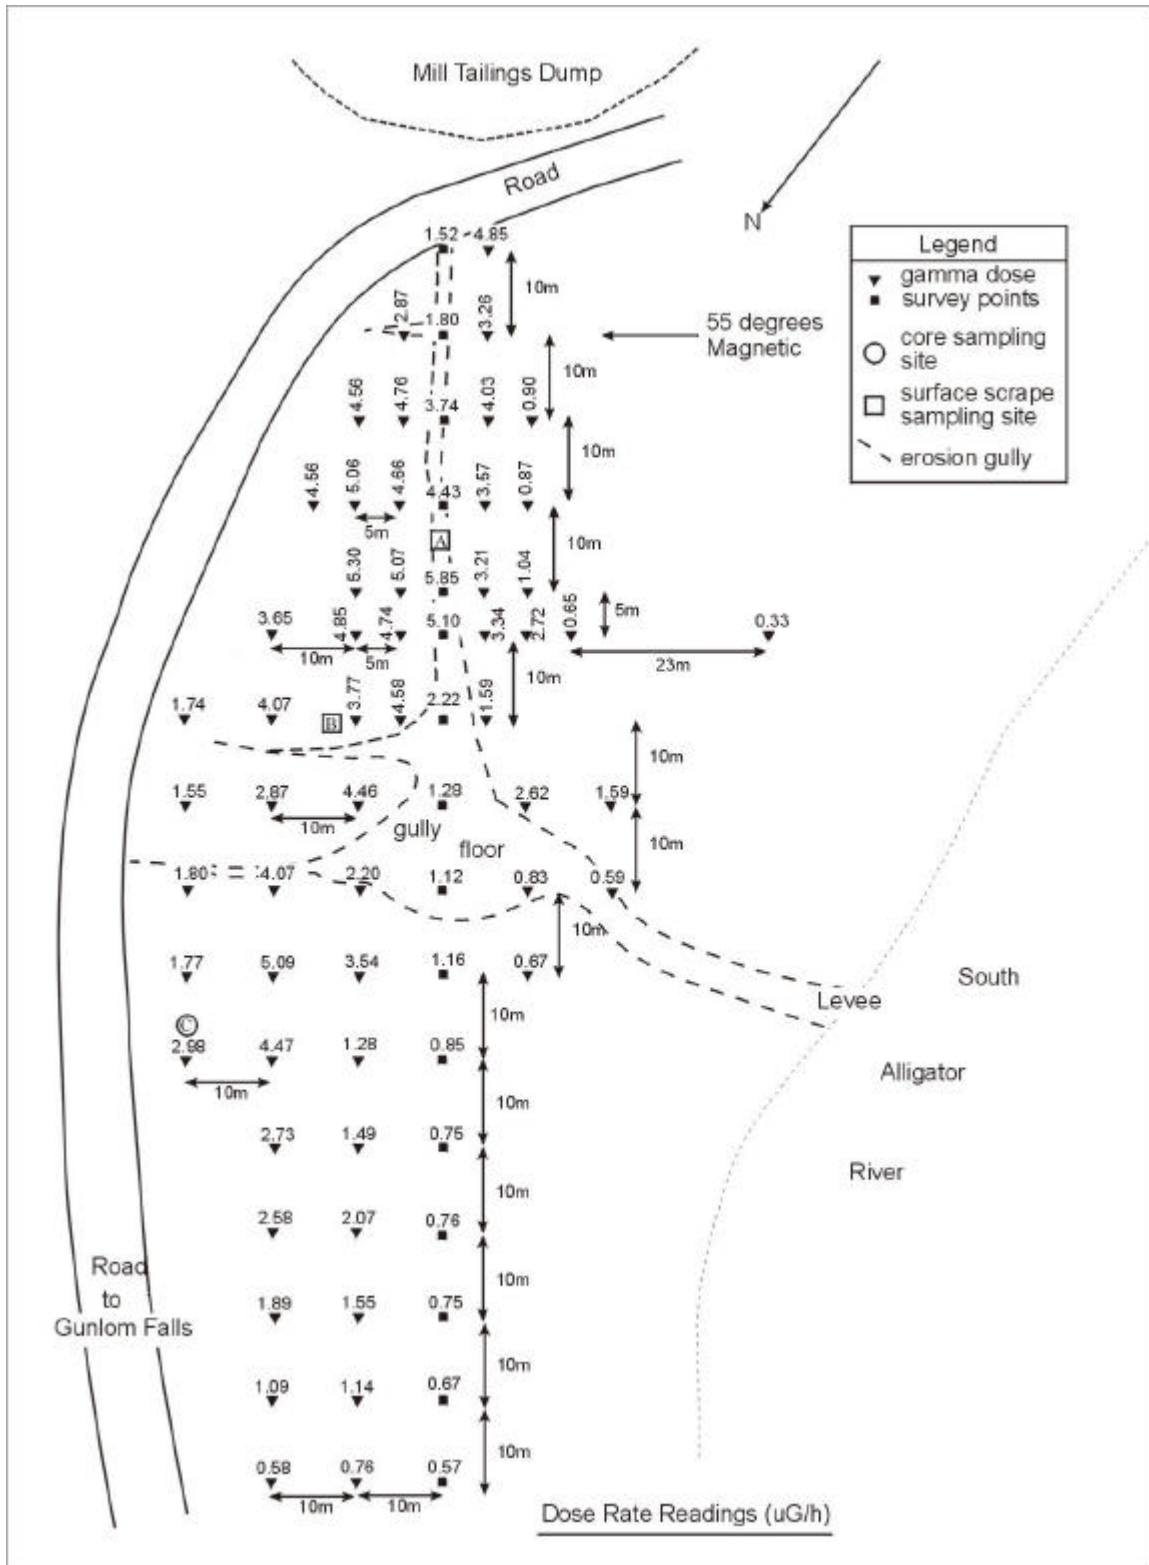 Mill Tailings Dump
Road
N
1.52 4.85
10m
Legend
gamma dose
survey points
core sampling
site
surface scrape
sampling site
erosion gully
2.87 1.80 3.26
55 degrees
Magnetic
10m
4.56 4.76 3.74 4.03 0.90
10m
4.56 5.06 4.66 4.43 3.57 0.87
5m
A
10m
5.30 5.07 5.85 3.21 1.04
5m
3.65 4.85 4.74 5.10 3.34 2.72 0.65 0.33
10m 5m 23m
10m
1.74 4.07 B 3.77 4.58 2.22 1.59
10m
1.55 2.87 4.46 1.29 2.62 1.59
10m
gully
floor
10m
1.80 4.07 2.20 1.12 0.83 0.59
10m
1.77 5.09 3.54 1.16 0.67
South
Levee
10m
C
2.98 4.47 1.28 0.85
10m
Alligator
10m
2.73 1.49 0.75
River
10m
2.58 2.07 0.76
Road
to
Gunlom Falls
10m
1.89 1.55 0.75
10m
1.09 1.14 0.67
10m
0.58 0.76 0.57
10m 10m
Dose Rate Readings (uG/h)